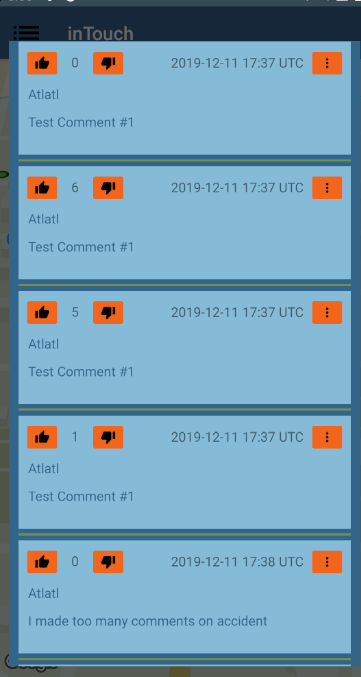 inTouch
0 2019-12-11 17:37 UTC
Atlatl
Test Comment #1
6 2019-12-11 17:37 UTC
Atlatl
Test Comment #1
5 2019-12-11 17:37 UTC
Atlatl
Test Comment #1
1 2019-12-11 17:37 UTC
Atlatl
Test Comment #1
0 2019-12-11 17:38 UTC
Atlatl
I made too many comments on accident